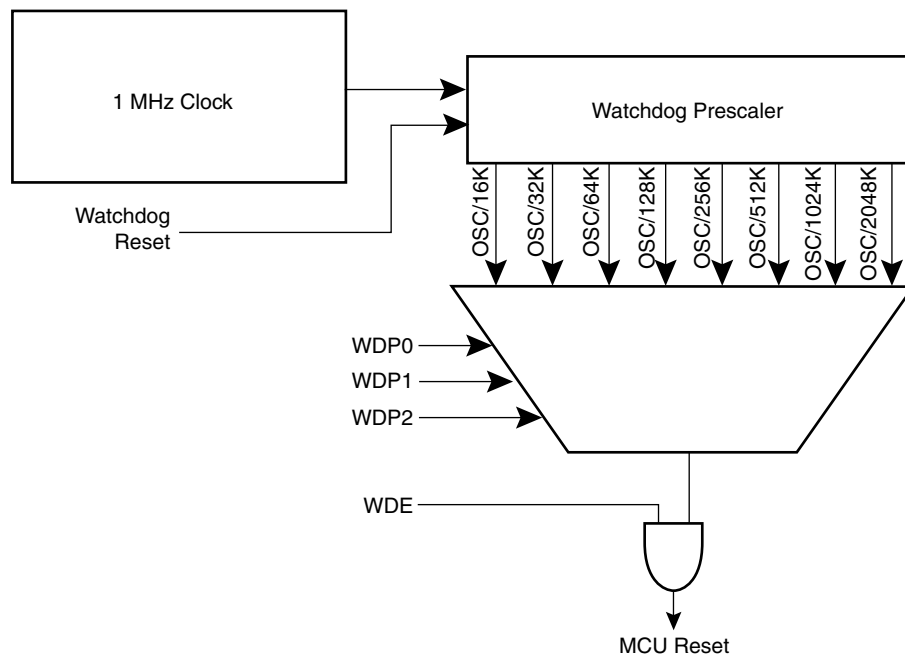 1 MHz Clock
Watchdog Prescaler
Watchdog
Reset
OSC/16K
OSC/32K
OSC/64K
OSC/128K
OSC/256K
OSC/512K
OSC/1024K
OSC/2048K
WDP0
WDP1
WDP2
WDE
MCU Reset